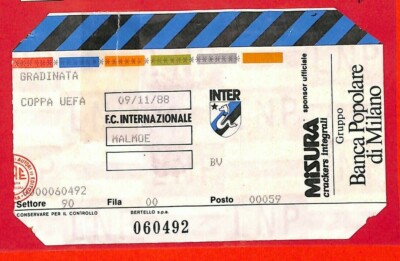 GRADINATA
COPPA UEFA
09/11/88
F.C. INTERNAZIONALE
MALMOE
INTER
BV
MISURA
crackers integrali
sponsor ufficiale
Gruppo
Banca Popolare
di Milano
00060492
Settore 90 Fila 00 Posto 00059
CONSERVARE PER IL CONTROLLO BERTELLO s.p.a.
060492